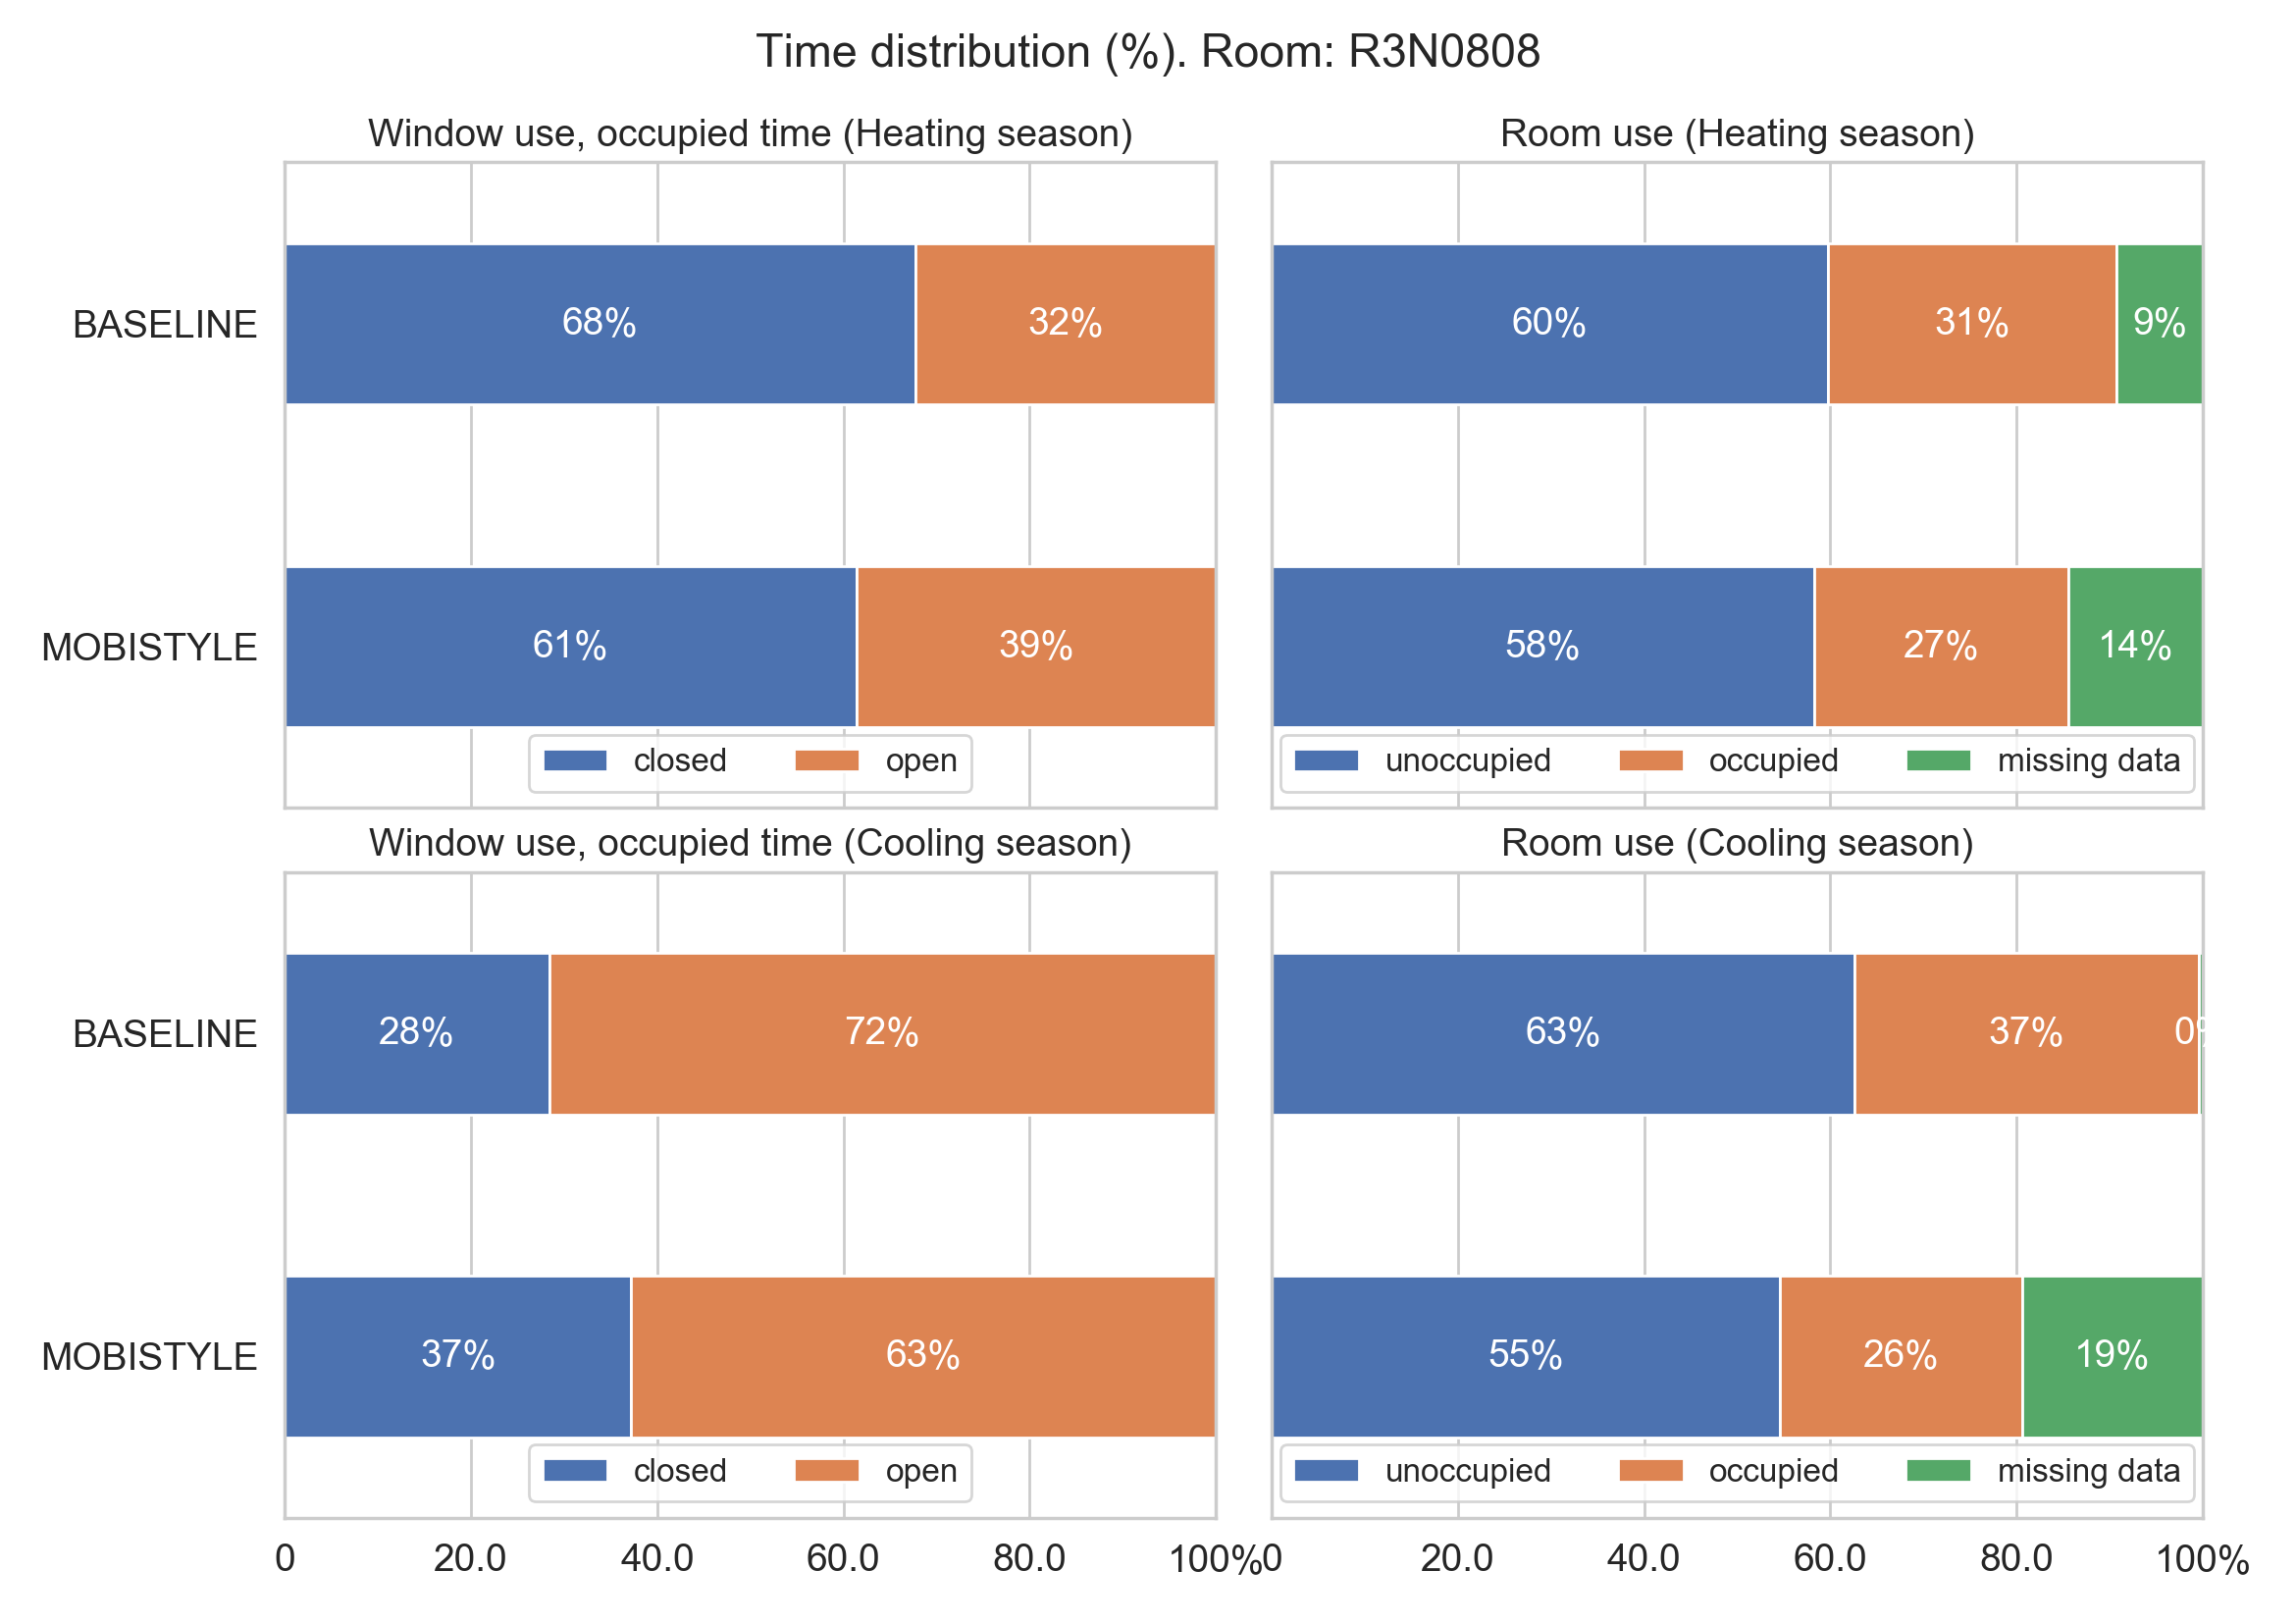 Time distribution (%). Room: R3N0808
Window use, occupied time (Heating season)
BASELINE
68%
32%
MOBISTYLE
61%
39%
closed
open
Room use (Heating season)
60%
31%
9%
58%
27%
14%
unoccupied
occupied
missing data
Window use, occupied time (Cooling season)
BASELINE
28%
72%
MOBISTYLE
37%
63%
closed
open
0
20.0
40.0
60.0
80.0
100%
Room use (Cooling season)
63%
37%
0%
55%
26%
19%
unoccupied
occupied
missing data
0
20.0
40.0
60.0
80.0
100%